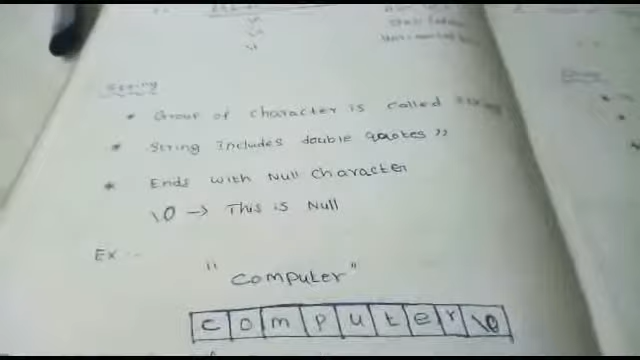 String
* Group of character is called string
* String includes double quotes ”
* Ends with Null character
\0 → This is Null
Ex :-
" computer "
c o m p u t e r \0